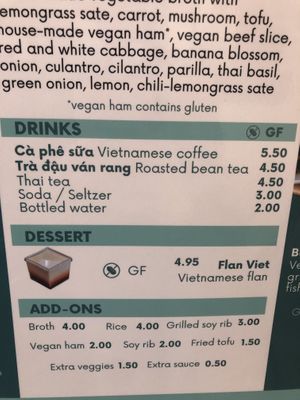 lemongrass sate, carrot, mushroom, tofu,
house-made vegan ham*, vegan beef slice,
red and white cabbage, banana blossom,
onion, culantro, cilantro, parilla, thai basil,
green onion, lemon, chili-lemongrass sate
*vegan ham contains gluten
DRINKS GF
Cà phê sữa Vietnamese coffee 5.50
Trà đậu ván rang Roasted bean tea 4.50
Thai tea 4.50
Soda / Seltzer 3.00
Bottled water 2.00
DESSERT
GF 4.95 Flan Viet
Vietnamese flan
ADD-ONS
Broth 4.00 Rice 4.00 Grilled soy rib 3.00
Vegan ham 2.00 Soy rib 2.00 Fried tofu 1.50
Extra veggies 1.50 Extra sauce 0.50